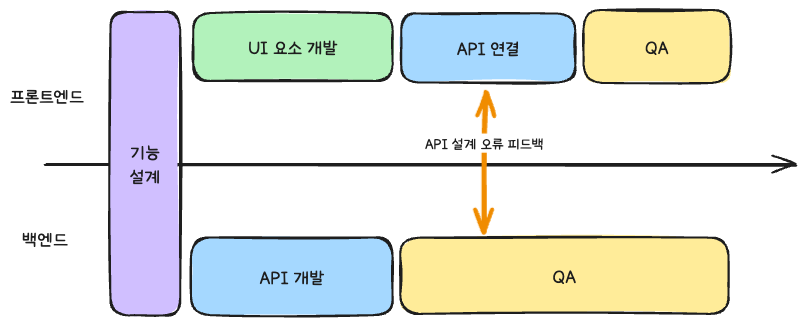 UI 요소 개발
API 연결
QA
프론트엔드
기능
설계
API 설계 오류 피드백
백엔드
API 개발
QA